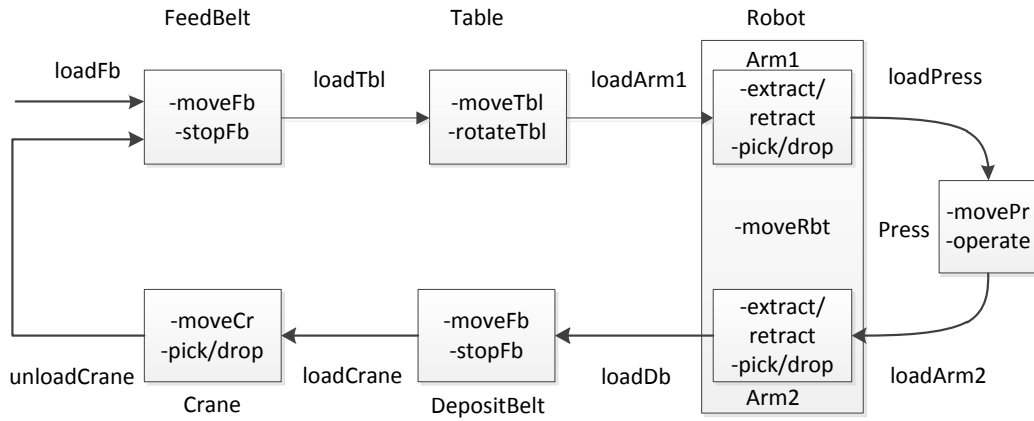 FeedBelt
Table
Robot
loadFb
-moveFb
-stopFb
loadTbl
-moveTbl
-rotateTbl
loadArm1
Arm1
-extract/
retract
-pick/drop
loadPress
-moveRbt
Press
-movePr
-operate
unloadCrane
-moveCr
-pick/drop
Crane
loadCrane
-moveFb
-stopFb
DepositBelt
loadDb
-extract/
retract
-pick/drop
Arm2
loadArm2